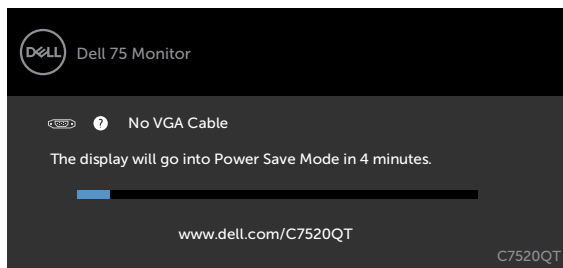 DELL
Dell 75 Monitor
? No VGA Cable
The display will go into Power Save Mode in 4 minutes.
www.dell.com/C7520QT
C7520QT